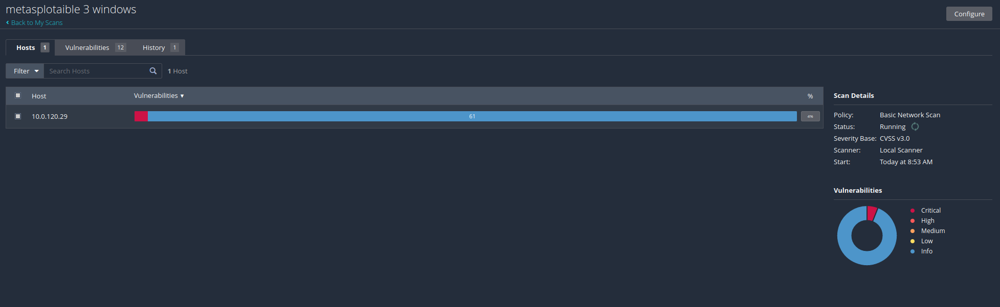 metasplotaible 3 windows
Configure
Back to My Scans
Hosts 1 Vulnerabilities 12 History 1
Filter Search Hosts 1 Host
Host Vulnerabilities %
10.0.120.29 61 4%
Scan Details
Policy: Basic Network Scan
Status: Running
Severity Base: CVSS v3.0
Scanner: Local Scanner
Start: Today at 8:53 AM
Vulnerabilities
Critical
High
Medium
Low
Info